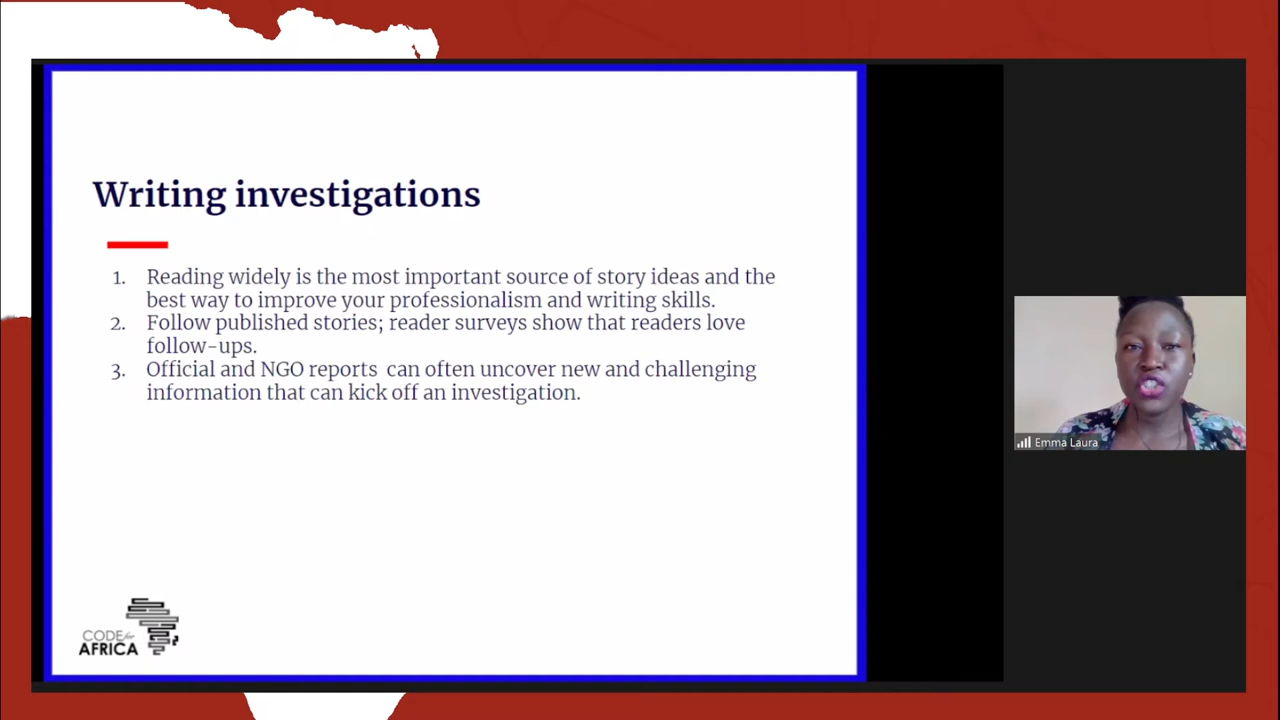 Writing investigations
1. Reading widely is the most important source of story ideas and the
best way to improve your professionalism and writing skills.
2. Follow published stories; reader surveys show that readers love
follow-ups.
3. Official and NGO reports  can often uncover new and challenging
information that can kick off an investigation.
Emma Laura
CODE for
AFRICA